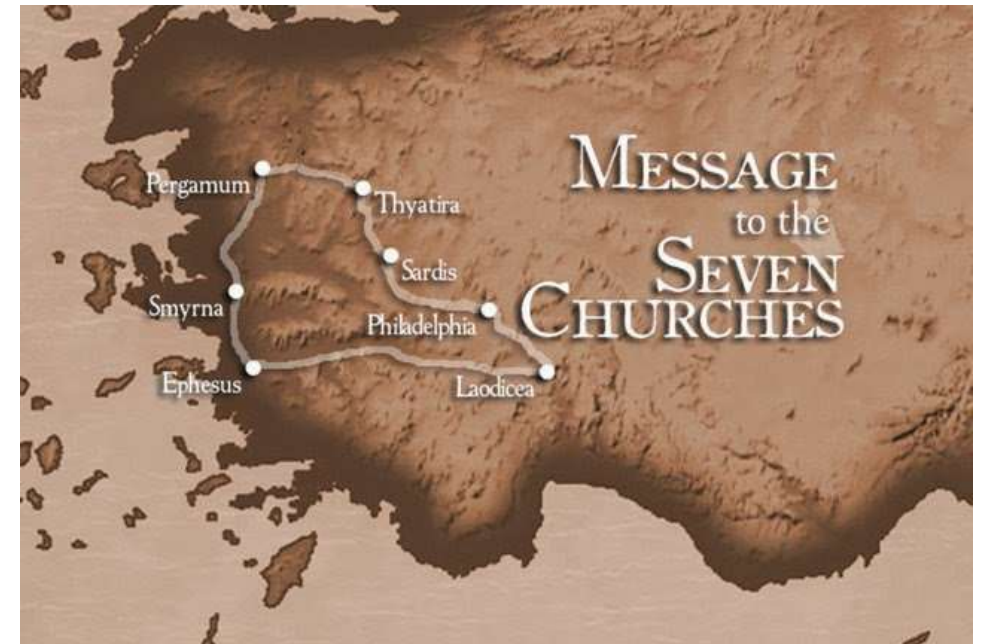 Message
to the
Seven
Churches
Pergamum
Thyatira
Sardis
Smyrna
Philadelphia
Ephesus
Laodicea